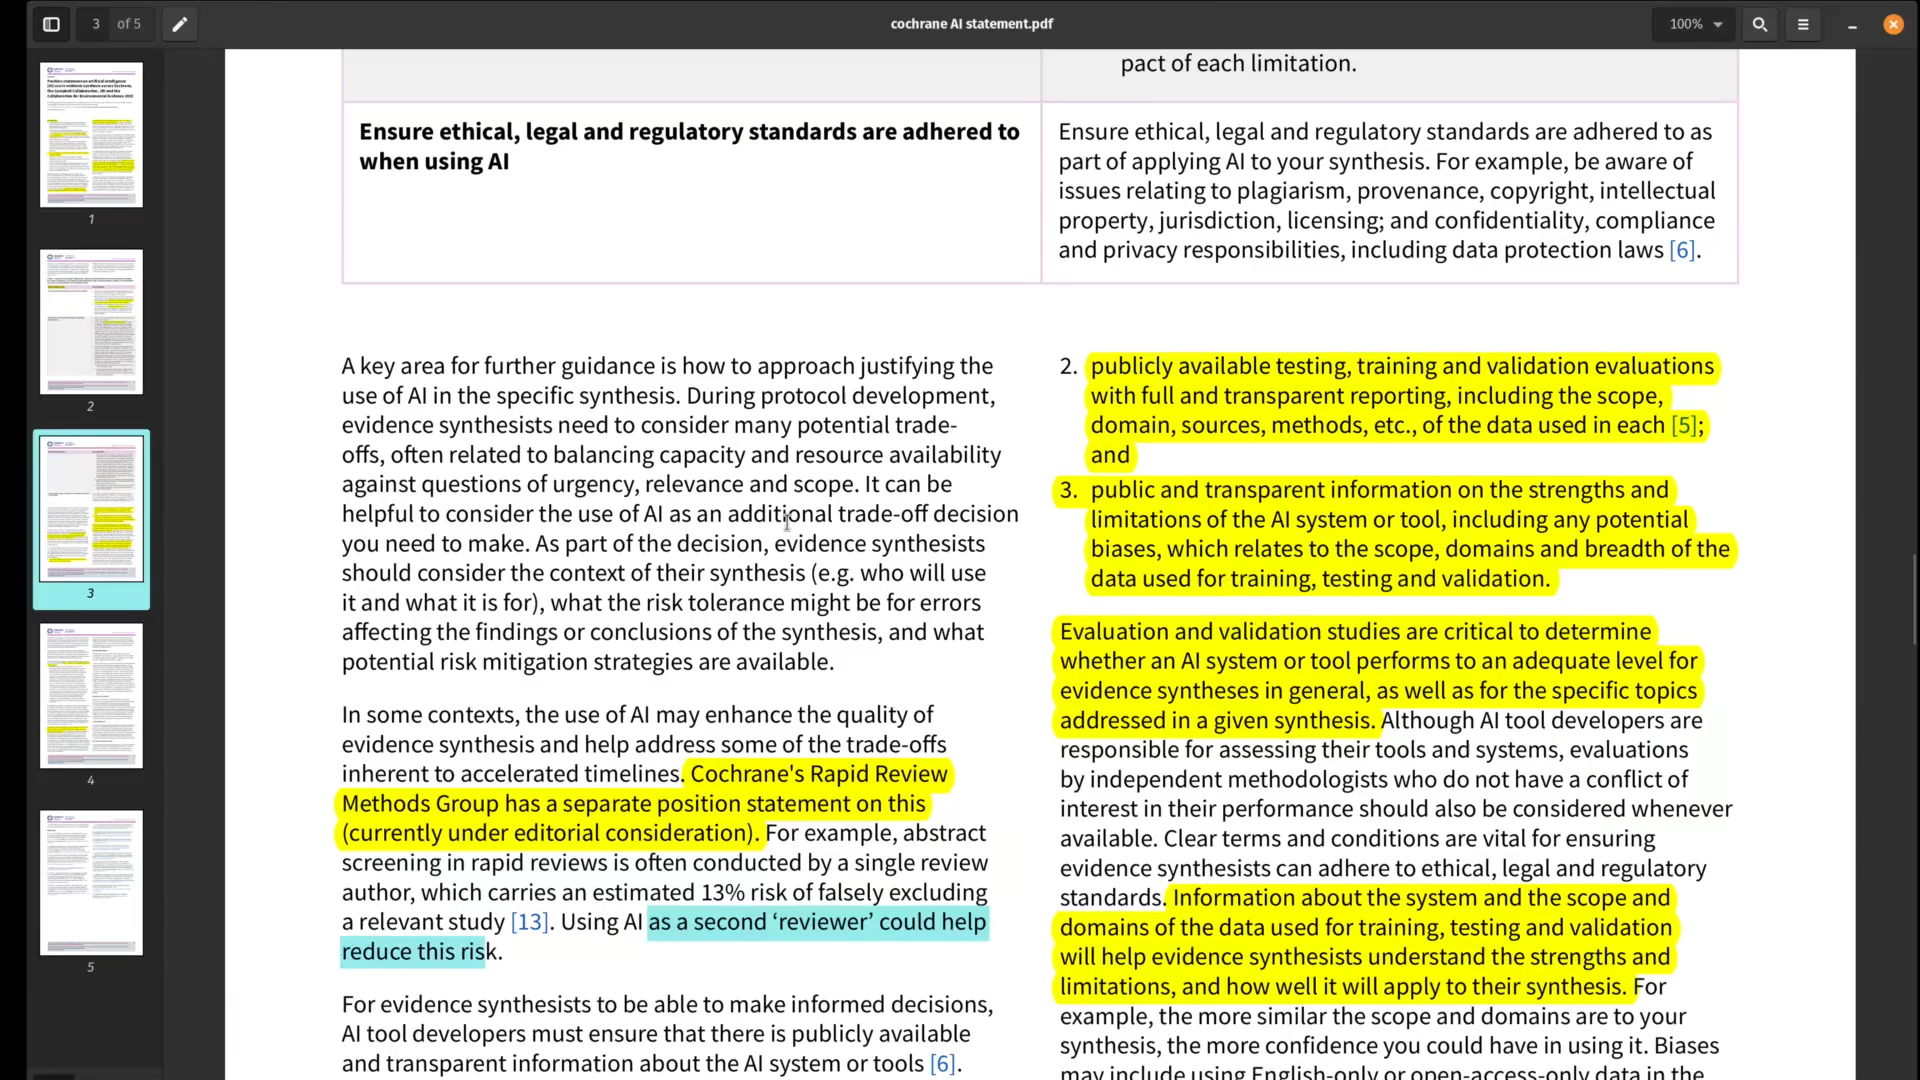 3 of 5
cochrane AI statement.pdf
100%
1
2
3
4
5
pact of each limitation.
Ensure ethical, legal and regulatory standards are adhered to
when using AI
Ensure ethical, legal and regulatory standards are adhered to as
part of applying AI to your synthesis. For example, be aware of
issues relating to plagiarism, provenance, copyright, intellectual
property, jurisdiction, licensing; and confidentiality, compliance
and privacy responsibilities, including data protection laws [6].
A key area for further guidance is how to approach justifying the
use of AI in the specific synthesis. During protocol development,
evidence synthesists need to consider many potential trade-
offs, often related to balancing capacity and resource availability
against questions of urgency, relevance and scope. It can be
helpful to consider the use of AI as an additional trade-off decision
you need to make. As part of the decision, evidence synthesists
should consider the context of their synthesis (e.g. who will use
it and what it is for), what the risk tolerance might be for errors
affecting the findings or conclusions of the synthesis, and what
potential risk mitigation strategies are available.
In some contexts, the use of AI may enhance the quality of
evidence synthesis and help address some of the trade-offs
inherent to accelerated timelines. Cochrane's Rapid Review
Methods Group has a separate position statement on this
(currently under editorial consideration). For example, abstract
screening in rapid reviews is often conducted by a single review
author, which carries an estimated 13% risk of falsely excluding
a relevant study [13]. Using AI as a second ‘reviewer’ could help
reduce this risk.
For evidence synthesists to be able to make informed decisions,
AI tool developers must ensure that there is publicly available
and transparent information about the AI system or tools [6].
2. publicly available testing, training and validation evaluations
with full and transparent reporting, including the scope,
domain, sources, methods, etc., of the data used in each [5];
and
3. public and transparent information on the strengths and
limitations of the AI system or tool, including any potential
biases, which relates to the scope, domains and breadth of the
data used for training, testing and validation.
Evaluation and validation studies are critical to determine
whether an AI system or tool performs to an adequate level for
evidence syntheses in general, as well as for the specific topics
addressed in a given synthesis. Although AI tool developers are
responsible for assessing their tools and systems, evaluations
by independent methodologists who do not have a conflict of
interest in their performance should also be considered whenever
available. Clear terms and conditions are vital for ensuring
evidence synthesists can adhere to ethical, legal and regulatory
standards. Information about the system and the scope and
domains of the data used for training, testing and validation
will help evidence synthesists understand the strengths and
limitations, and how well it will apply to their synthesis. For
example, the more similar the scope and domains are to your
synthesis, the more confidence you could have in using it. Biases
may include using English-only or open-access-only data in the